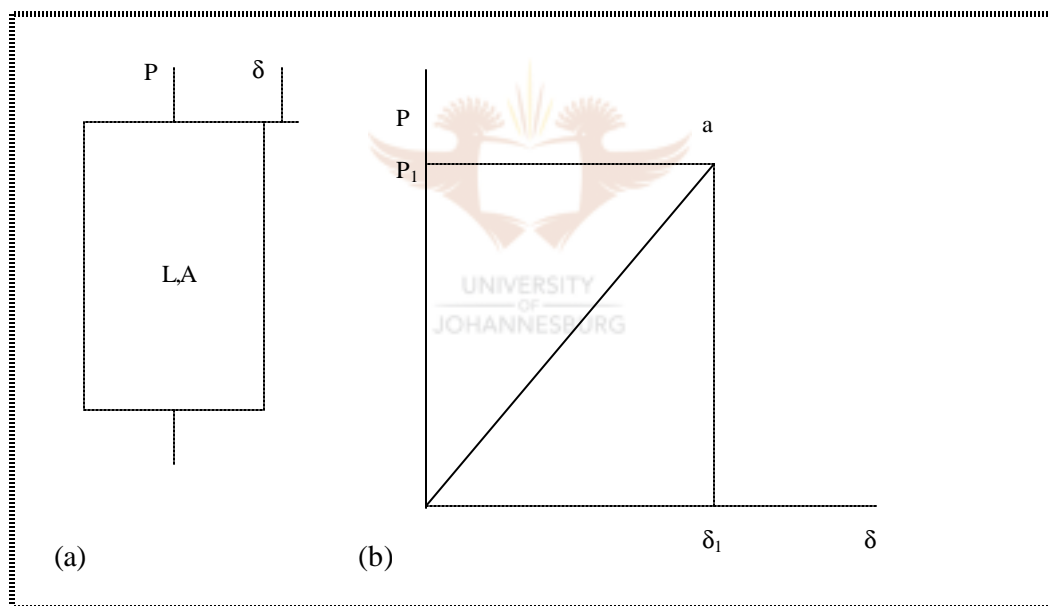 P
δ
L,A
(a)
P
P₁
a
UNIVERSITY
OF
JOHANNESBURG
δ₁
δ
(b)